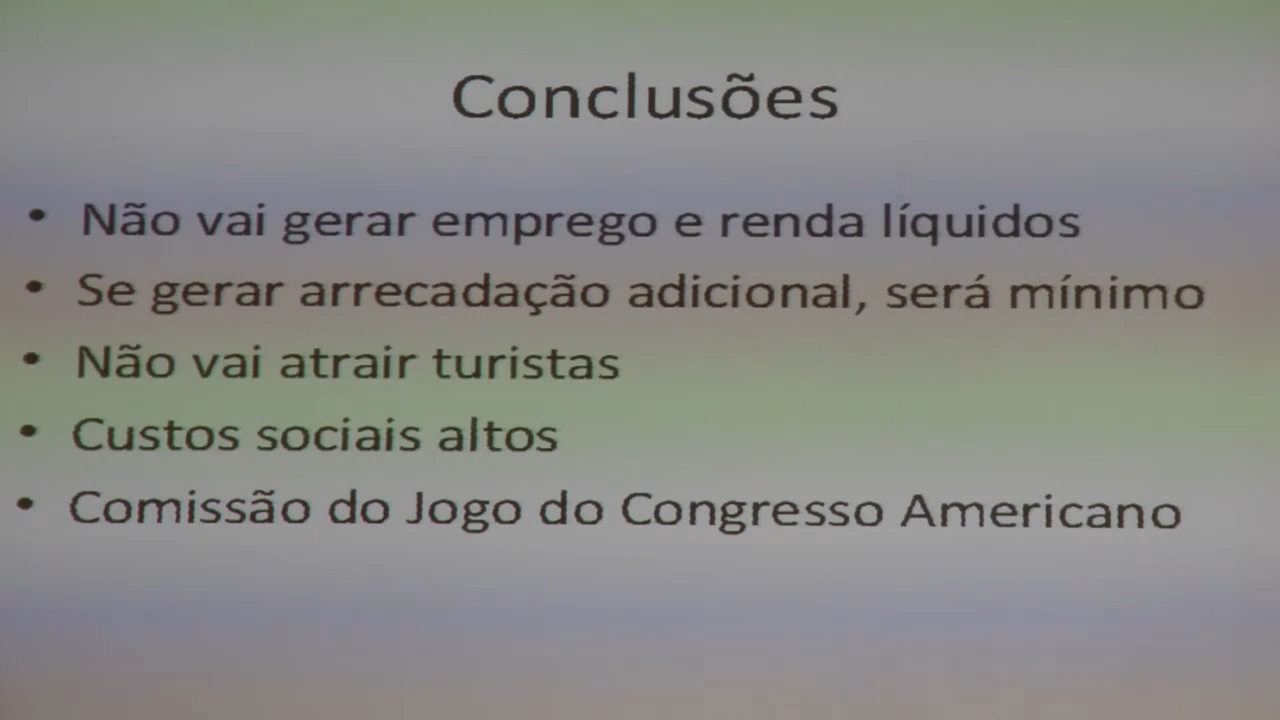 Conclusões
• Não vai gerar emprego e renda líquidos
• Se gerar arrecadação adicional, será mínimo
• Não vai atrair turistas
• Custos sociais altos
• Comissão do Jogo do Congresso Americano